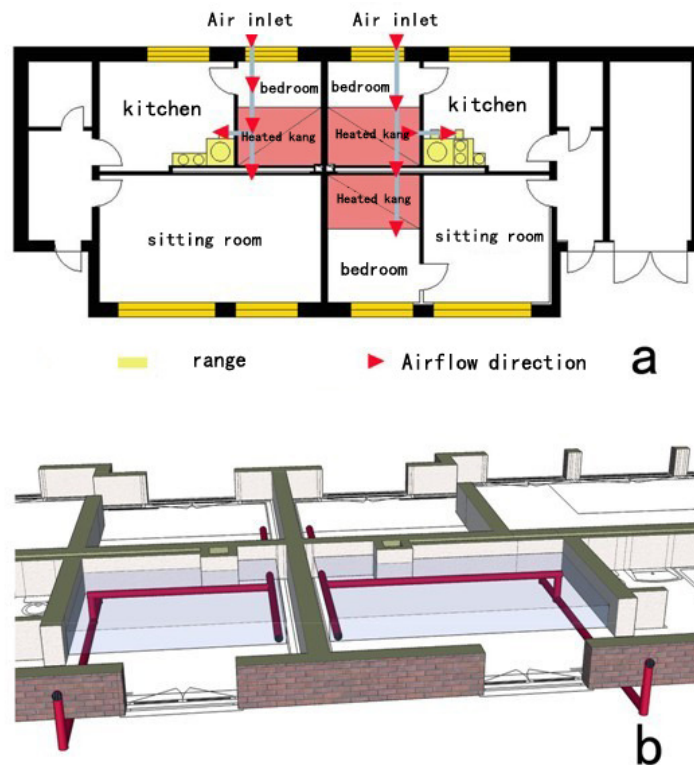 Air inlet Air inlet
kitchen bedroom bedroom kitchen
Heated kang Heated kang
Heated kang
sitting room sitting room
bedroom
range Airflow direction a
b